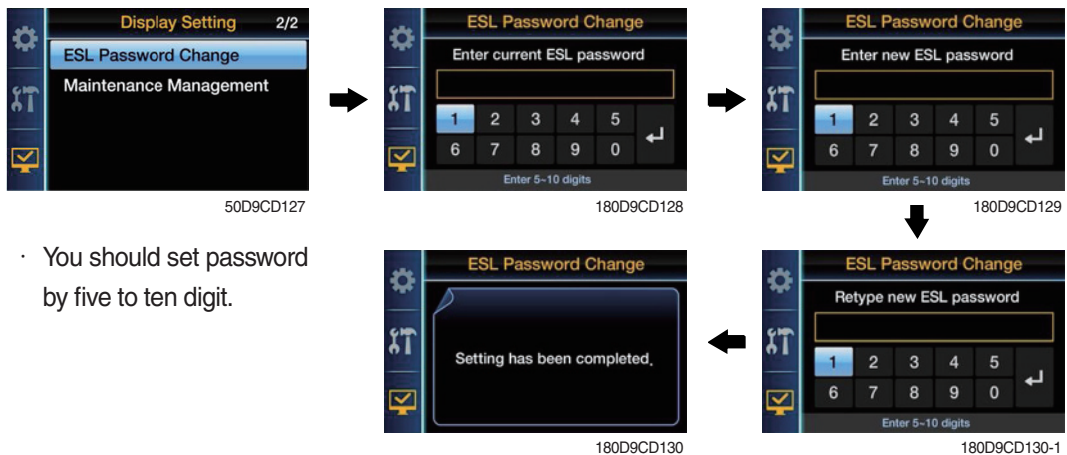 Display Setting 2/2
ESL Password Change
Maintenance Management
50D9CD127
ESL Password Change
Enter current ESL password
1 2 3 4 5
6 7 8 9 0
Enter 5~10 digits
180D9CD128
ESL Password Change
Enter new ESL password
1 2 3 4 5
6 7 8 9 0
Enter 5~10 digits
180D9CD129
· You should set password
by five to ten digit.
ESL Password Change
Retype new ESL password
1 2 3 4 5
6 7 8 9 0
Enter 5~10 digits
180D9CD130-1
ESL Password Change
Setting has been completed.
180D9CD130